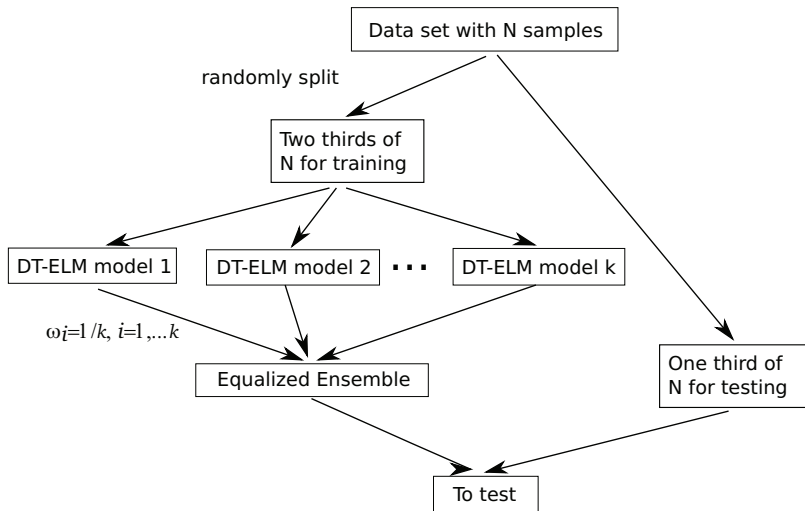 Data set with N samples
randomly split
Two thirds of
N for training
DT-ELM model 1
DT-ELM model 2
...
DT-ELM model k
ωi=1/k, i=1,...k
Equalized Ensemble
One third of
N for testing
To test